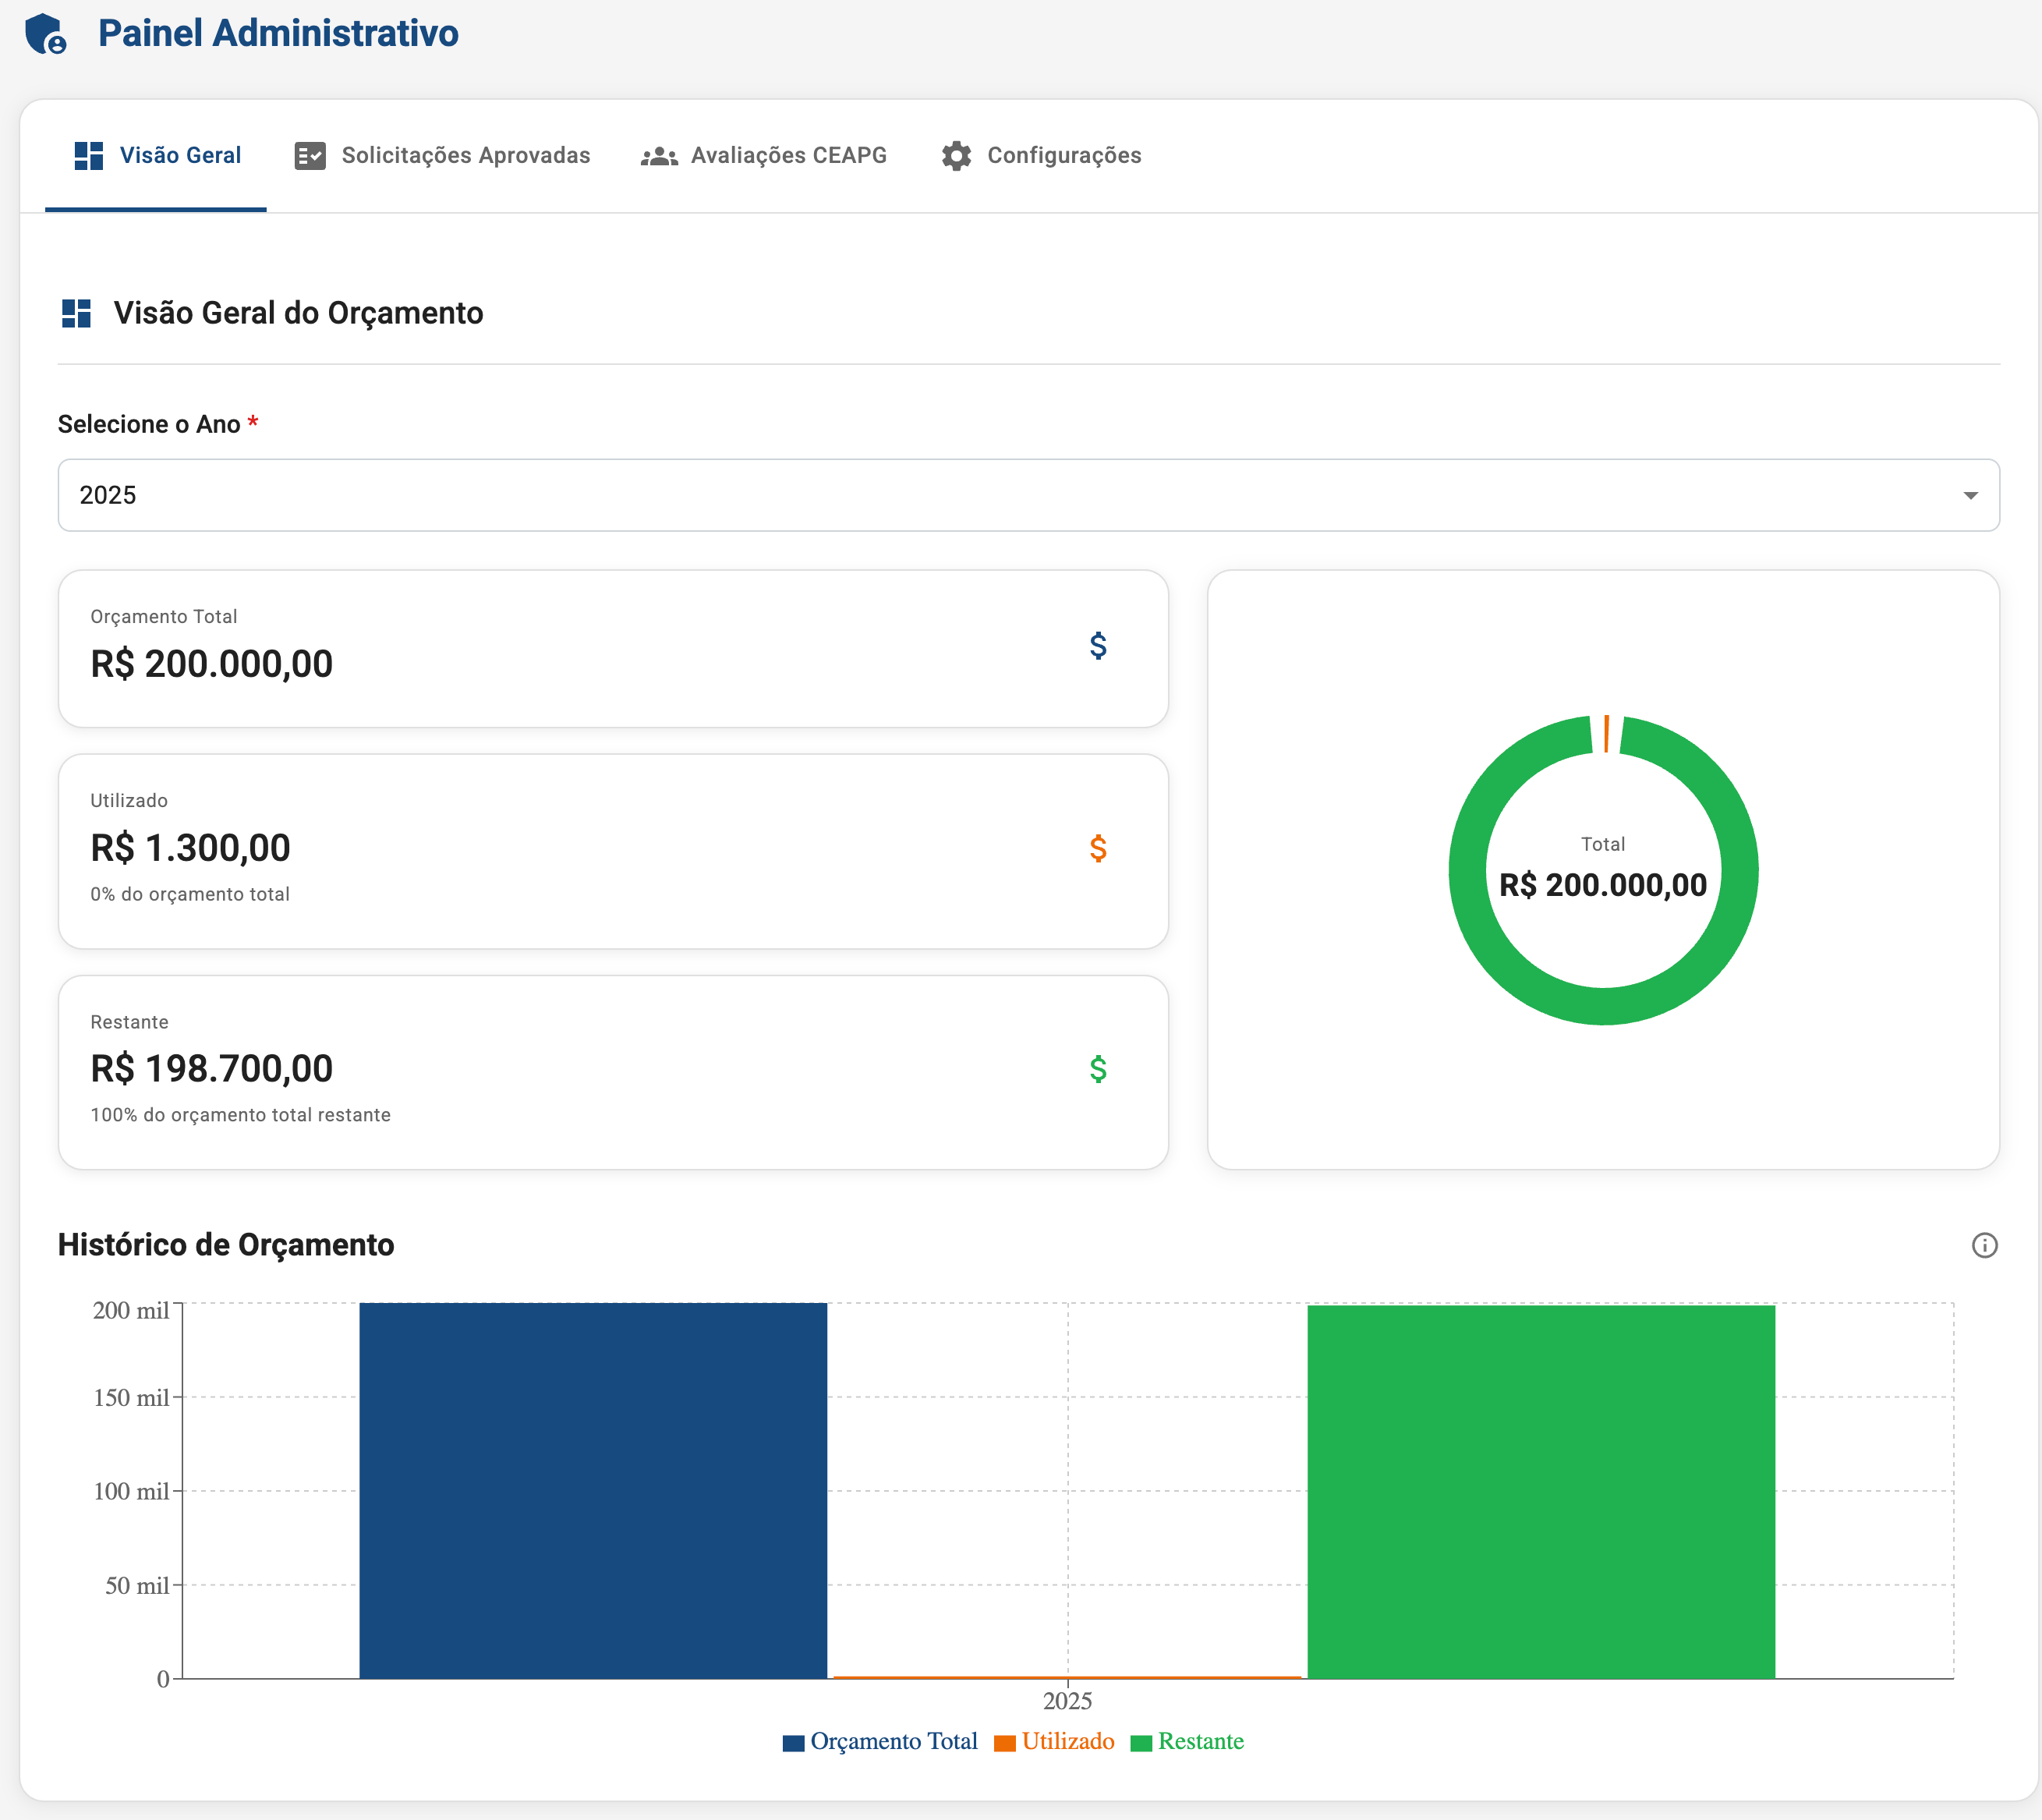 Painel Administrativo
Visão Geral
Solicitações Aprovadas
Avaliações CEAPG
Configurações
Visão Geral do Orçamento
Selecione o Ano *
2025
Orçamento Total
R$ 200.000,00
$
Utilizado
R$ 1.300,00
0% do orçamento total
$
Restante
R$ 198.700,00
100% do orçamento total restante
$
Total
R$ 200.000,00
Histórico de Orçamento
200 mil
150 mil
100 mil
50 mil
0
2025
Orçamento Total
Utilizado
Restante